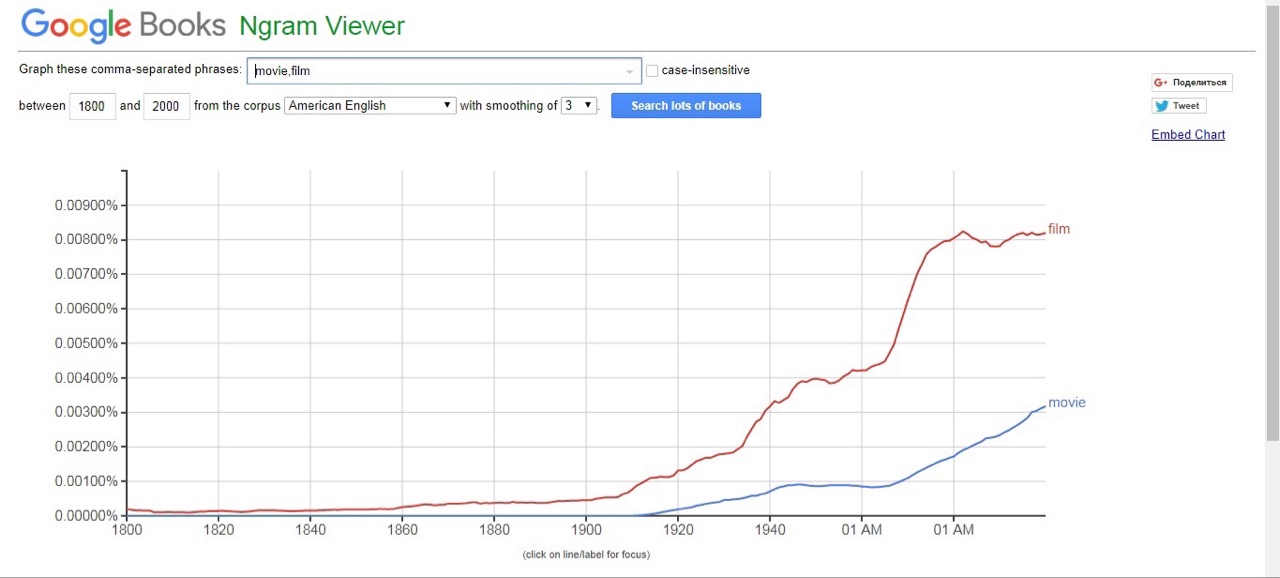 Google Books Ngram Viewer
Graph these comma-separated phrases: movie,film case-insensitive
between 1800 and 2000 from the corpus American English with smoothing of 3 . Search lots of books
G+ Поделиться
Tweet
Embed Chart
0.00900%
0.00800%
0.00700%
0.00600%
0.00500%
0.00400%
0.00300%
0.00200%
0.00100%
0.00000%
film
movie
1800 1820 1840 1860 1880 1900 1920 1940 01 AM 01 AM
(click on line/label for focus)